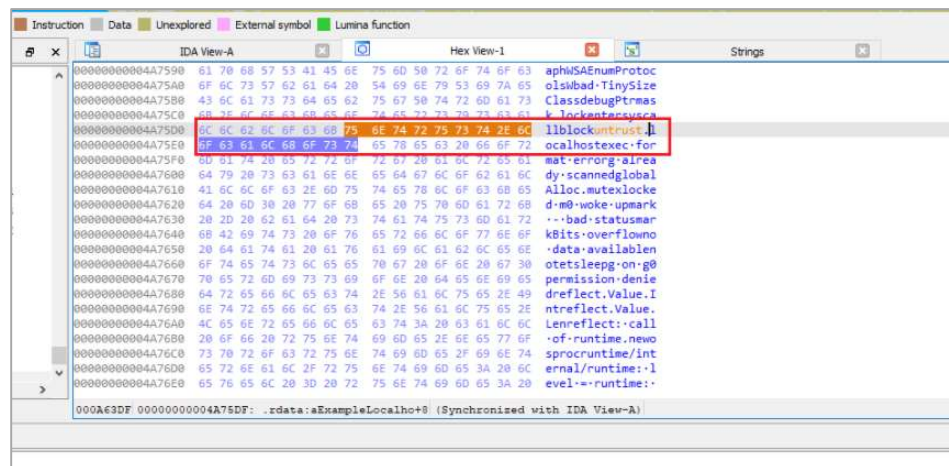 Instruction Data Unexplored External symbol Lumina function
IDA View-A Hex View-1 Strings
00000000004A7590 61 70 68 57 53 41 45 6E 75 6D 50 72 6F 74 6F 63 aphWSAEnumProtoc
00000000004A75A0 6F 6C 73 57 62 61 64 20 54 69 6E 79 53 69 7A 65 olsWbad·TinySize
00000000004A75B0 43 6C 61 73 73 64 65 62 75 67 50 74 72 6D 61 73 ClassdebugPtrmas
00000000004A75C0 lockentersysca
00000000004A75D0 6C 6C 62 6C 6F 63 6B 75 6E 74 72 75 73 74 2E 6C llblockuntrust.l
00000000004A75E0 6F 63 61 6C 68 6F 73 74 65 78 65 63 20 66 6F 72 ocalhostexec·for
00000000004A75F0 6D 61 74 20 65 72 72 6F 72 67 20 61 6C 72 65 61 mat·errorg·alrea
00000000004A7600 64 79 20 73 63 61 6E 6E 65 64 67 6C 6F 62 61 6C dy·scannedglobal
00000000004A7610 41 6C 6C 6F 63 2E 6D 75 74 65 78 6C 6F 63 6B 65 Alloc.mutexlocke
00000000004A7620 64 20 6D 30 20 77 6F 6B 65 20 75 70 6D 61 72 6B d·m0·woke·upmark
00000000004A7630 20 2D 20 62 61 64 20 73 74 61 74 75 73 6D 61 72 ·-·bad·statusmar
00000000004A7640 6B 42 69 74 73 20 6F 76 65 72 66 6C 6F 77 6E 6F kBits·overflowno
00000000004A7650 20 64 61 74 61 20 61 76 61 69 6C 61 62 6C 65 6E ·data·availablen
00000000004A7660 6F 74 65 74 73 6C 65 65 70 67 20 6F 6E 20 67 30 otetsleepg·on·g0
00000000004A7670 70 65 72 6D 69 73 73 69 6F 6E 20 64 65 6E 69 65 permission·denie
00000000004A7680 64 72 65 66 6C 65 63 74 2E 56 61 6C 75 65 2E 49 dreflect.Value.I
00000000004A7690 6E 74 72 65 66 6C 65 63 74 2E 56 61 6C 75 65 2E ntreflect.Value.
00000000004A76A0 4C 65 6E 72 65 66 6C 65 63 74 3A 20 63 61 6C 6C Lenreflect:·call
00000000004A76B0 20 6F 66 20 72 75 6E 74 69 6D 65 2E 6E 65 77 6F ·of·runtime.newo
00000000004A76C0 73 70 72 6F 63 72 75 6E 74 69 6D 65 2F 69 6E 74 sprocruntime/int
00000000004A76D0 65 72 6E 61 6C 2F 72 75 6E 74 69 6D 65 3A 20 6C ernal/runtime:·l
00000000004A76E0 65 76 65 6C 20 3D 20 72 75 6E 74 69 6D 65 3A 20 evel·=·runtime:·
000A63DF 00000000004A75DF: .rdata:aExampleLocalho+8 (Synchronized with IDA View-A)